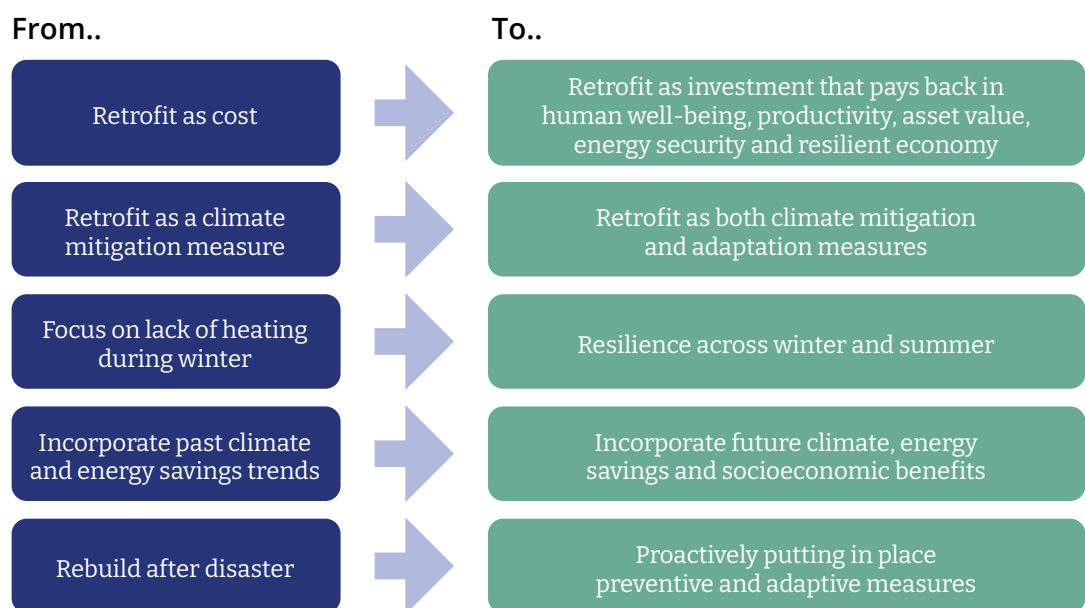 From..
To..
Retrofit as cost
Retrofit as investment that pays back in
human well-being, productivity, asset value,
energy security and resilient economy
Retrofit as a climate
mitigation measure
Retrofit as both climate mitigation
and adaptation measures
Focus on lack of heating
during winter
Resilience across winter and summer
Incorporate past climate
and energy savings trends
Incorporate future climate, energy
savings and socioeconomic benefits
Rebuild after disaster
Proactively putting in place
preventive and adaptive measures